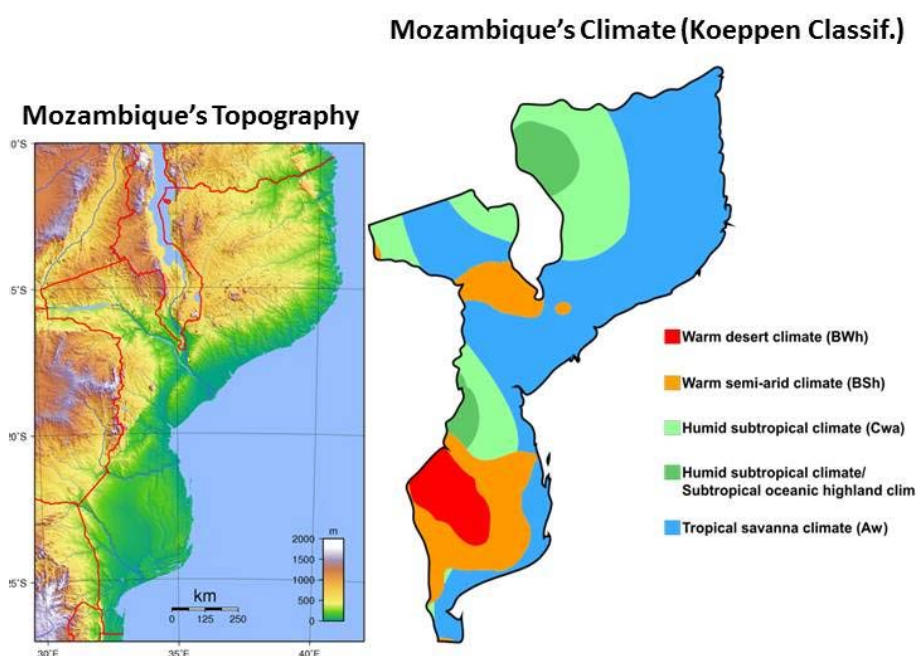 Mozambique's Climate (Koeppen Classif.)
Mozambique's Topography
0°S
5°S
20°S
25°S
30°E
35°E
40°E
km
0 125 250
m
2000
1500
1000
500
0
Warm desert climate (BWh)
Warm semi-arid climate (BSh)
Humid subtropical climate (Cwa)
Humid subtropical climate/
Subtropical oceanic highland clim
Tropical savanna climate (Aw)